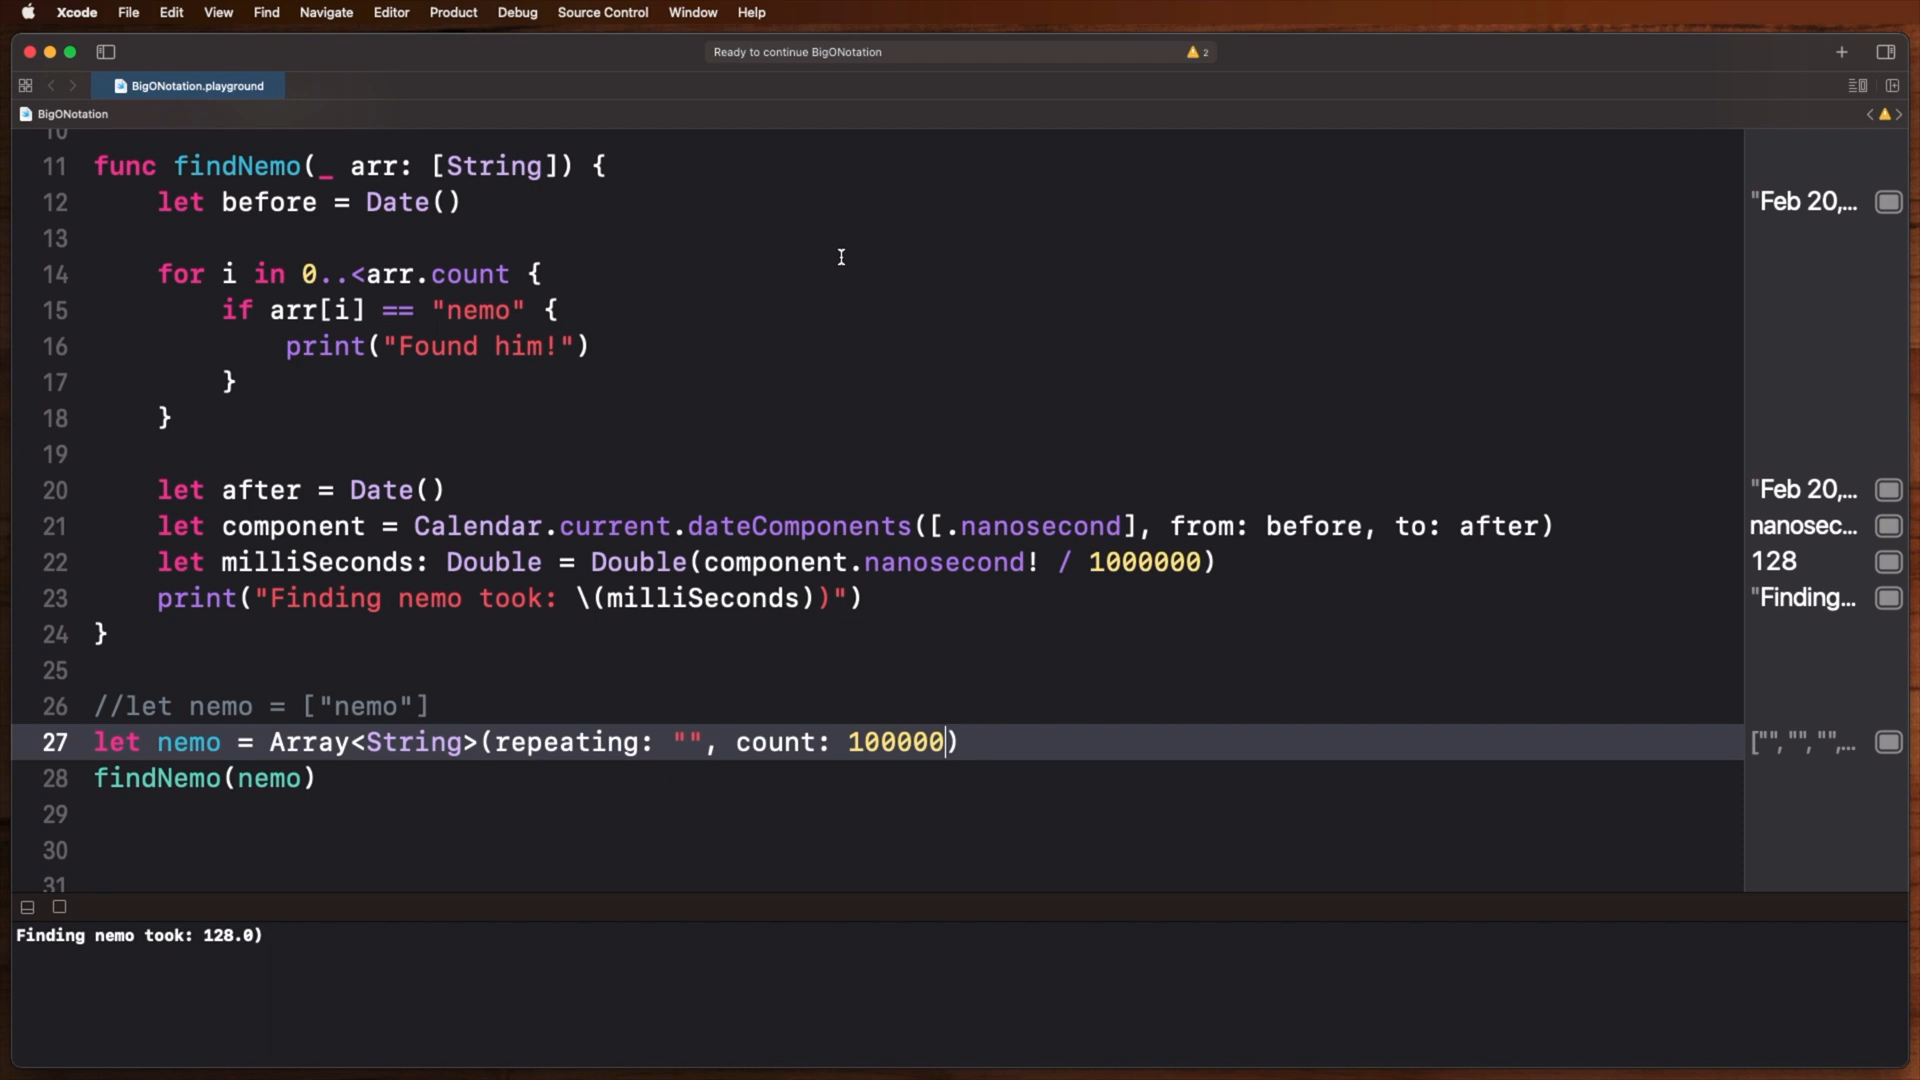 Xcode File Edit View Find Navigate Editor Product Debug Source Control Window Help
Ready to continue BigONotation 2
BigONotation.playground
BigONotation
10
11 func findNemo(_ arr: [String]) {
12 let before = Date() "Feb 20,...
13
14 for i in 0..<arr.count {
15 if arr[i] == "nemo" {
16 print("Found him!")
17 }
18 }
19
20 let after = Date() "Feb 20,...
21 let component = Calendar.current.dateComponents([.nanosecond], from: before, to: after) nanosec...
22 let milliSeconds: Double = Double(component.nanosecond! / 1000000) 128
23 print("Finding nemo took: \(milliSeconds))") "Finding...
24 }
25
26 //let nemo = ["nemo"]
27 let nemo = Array<String>(repeating: "", count: 100000) ["", "", "",...
28 findNemo(nemo)
29
30
31
Finding nemo took: 128.0)